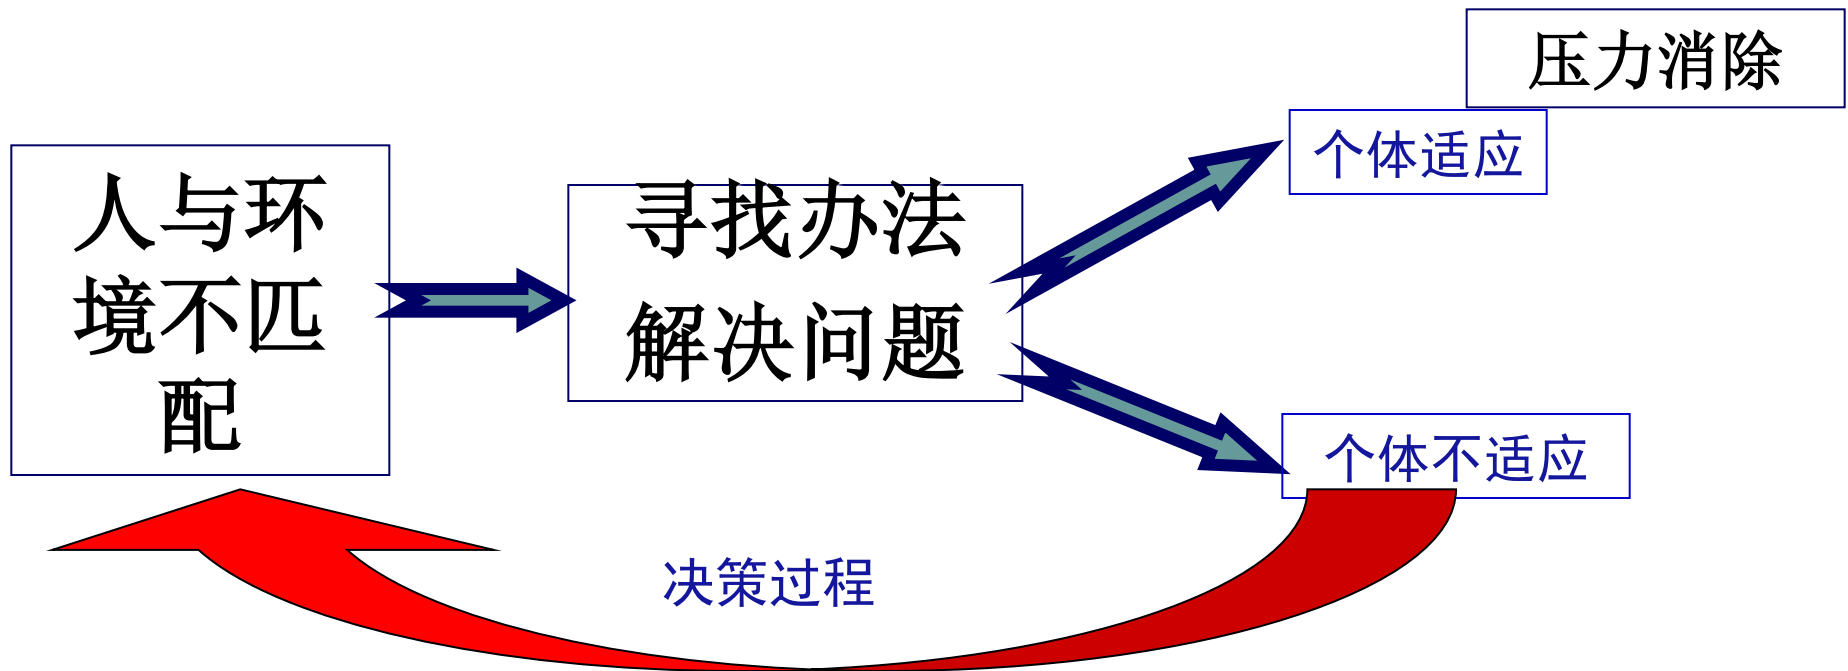 压力消除
个体适应
人与环
境不匹
配
寻找办法
解决问题
个体不适应
决策过程